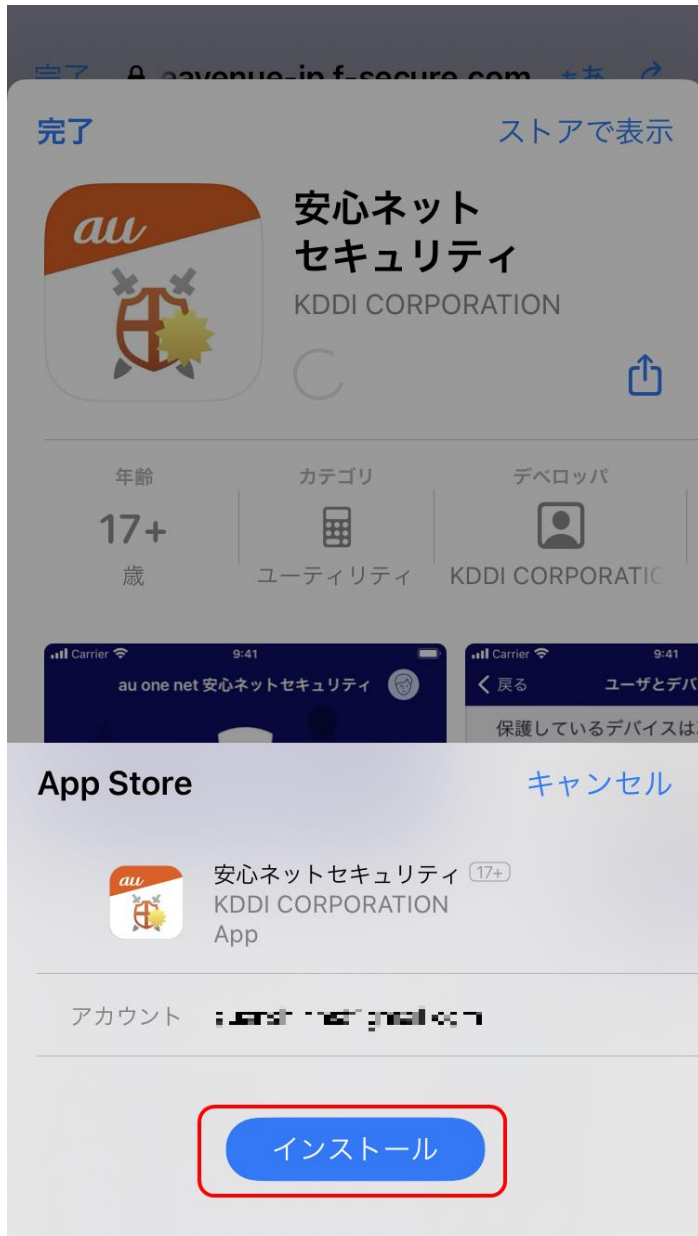 完了
ストアで表示
au
安心ネット
セキュリティ
KDDI CORPORATION
年齢
カテゴリ
デベロッパ
17+
歳
ユーティリティ
KDDI CORPORATIC
Carrier
9:41
au one net 安心ネットセキュリティ
Carrier
9:41
戻る
ユーザとデバ
保護しているデバイスは
App Store
キャンセル
au
安心ネットセキュリティ 17+
KDDI CORPORATION
App
アカウント
インストール